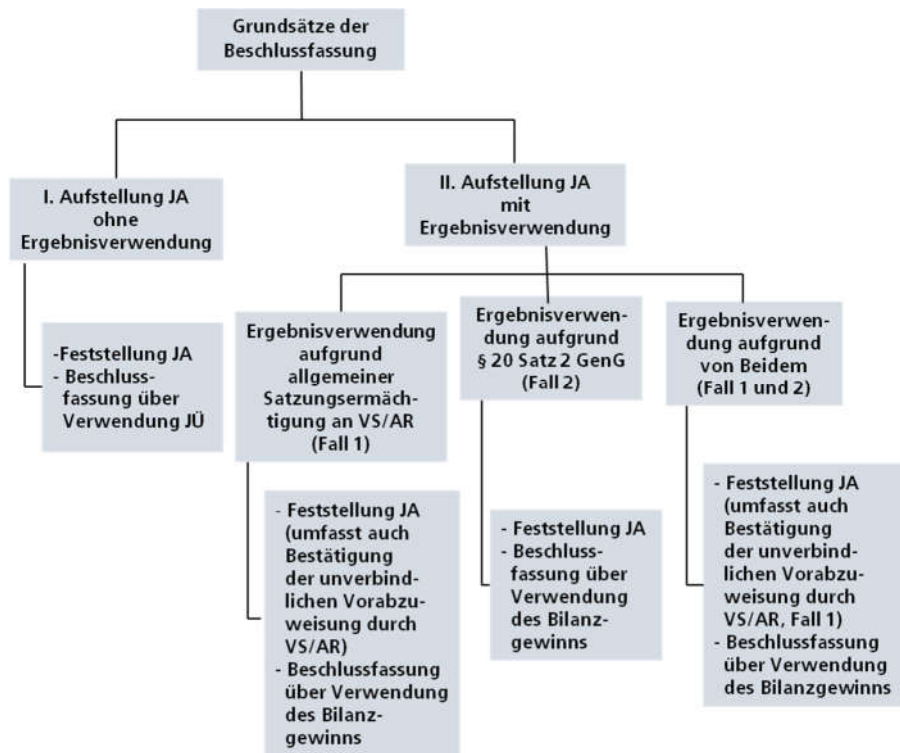 Grundsätze der
Beschlussfassung
I. Aufstellung JA
ohne
Ergebnisverwendung
II. Aufstellung JA
mit
Ergebnisverwendung
-Feststellung JA
- Beschluss-
fassung über
Verwendung JÜ
Ergebnisverwendung
aufgrund
allgemeiner
Satzungsermäch-
tigung an VS/AR
(Fall 1)
Ergebnisverwen-
dung aufgrund
§ 20 Satz 2 GenG
(Fall 2)
Ergebnisverwen-
dung aufgrund
von Beidem
(Fall 1 und 2)
- Feststellung JA
(umfasst auch
Bestätigung
der unverbind-
lichen Vorabzu-
weisung durch
VS/AR)
- Beschlussfassung
über Verwendung
des Bilanz-
gewinns
- Feststellung JA
- Beschluss-
fassung über
Verwendung
des Bilanz-
gewinns
- Feststellung JA
(umfasst auch
Bestätigung
der unverbind-
lichen Vorabzu-
weisung durch
VS/AR, Fall 1)
- Beschlussfassung
über Verwendung
des Bilanzgewinns